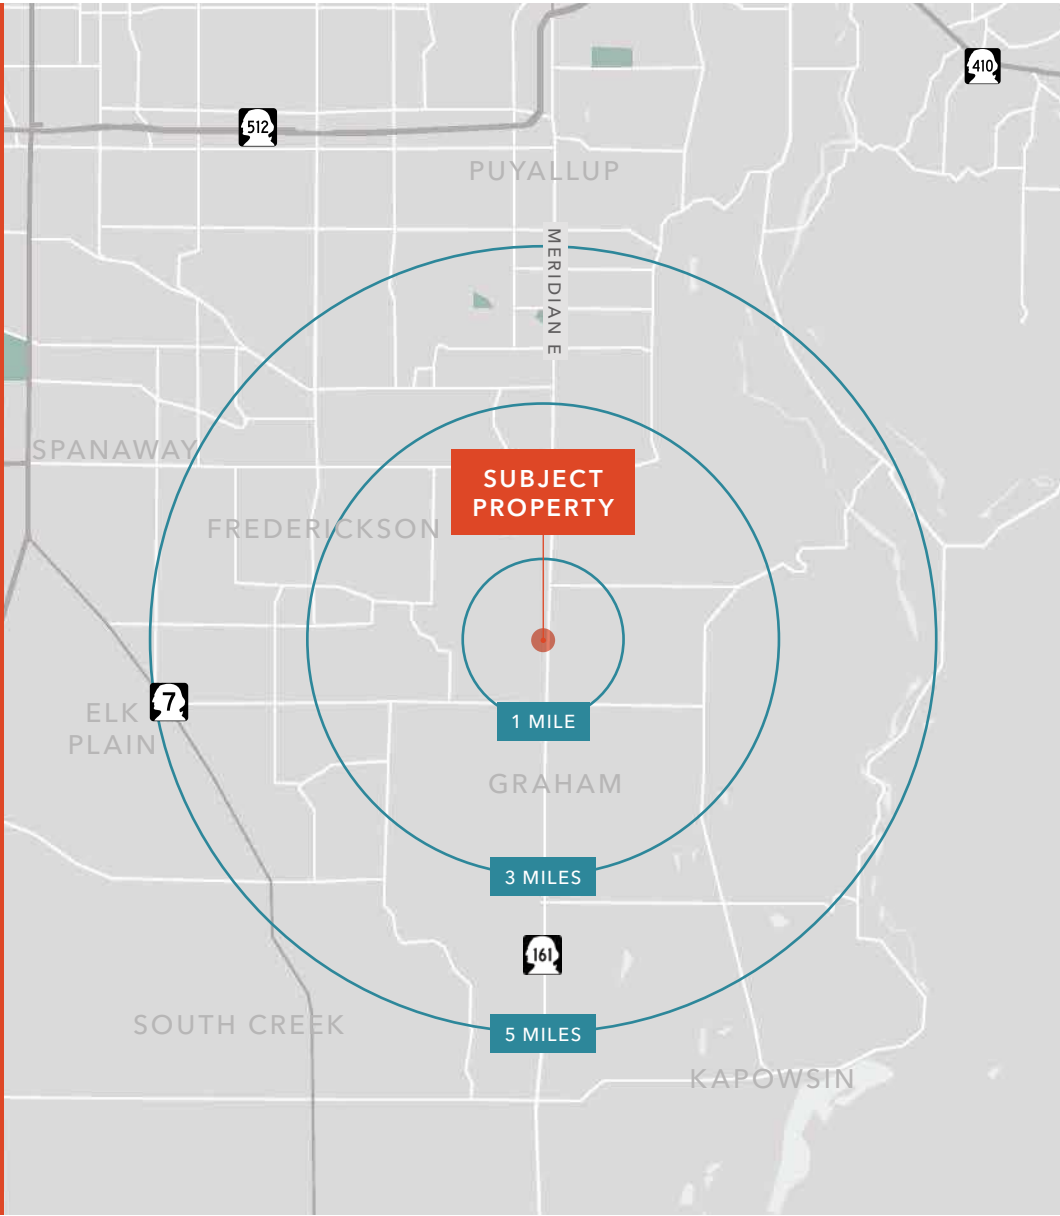 410
512
PUYALLUP
MERIDIAN E
SPANAWAY
SUBJECT
PROPERTY
FREDERICKSON
7
ELK
PLAIN
1 MILE
GRAHAM
3 MILES
161
SOUTH CREEK
5 MILES
KAPOWSIN